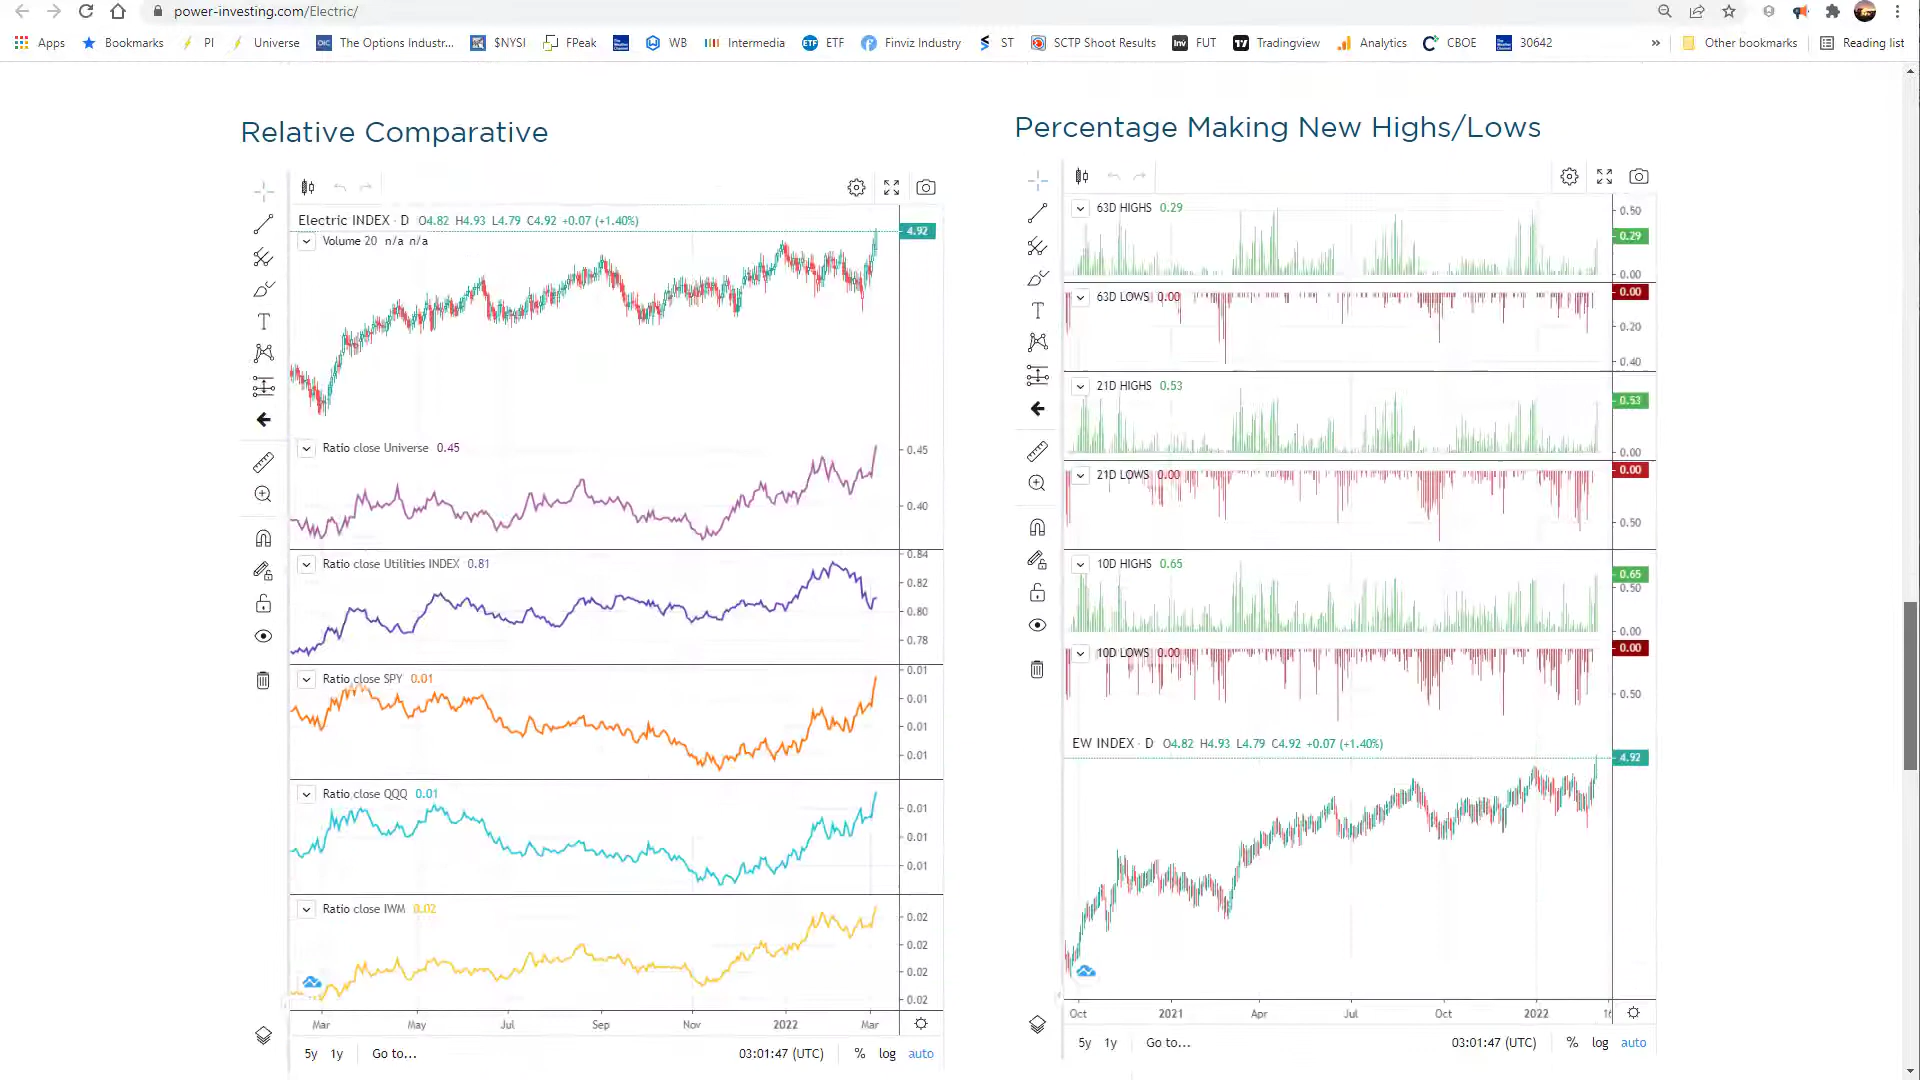 power-investing.com/Electric/
Apps Bookmarks PI Universe The Options Industr... $NYSI FPeak WB Intermedia ETF Finviz Industry ST SCTP Shoot Results FUT Tradingview Analytics CBOE 30642 » Other bookmarks Reading list
Relative Comparative
Electric INDEX · D O4.82 H4.93 L4.79 C4.92 +0.07 (+1.40%)
4.92
Volume 20 n/a n/a
Ratio close Universe 0.45
0.45
0.40
Ratio close Utilities INDEX 0.81
0.84
0.82
0.80
0.78
Ratio close SPY 0.01
0.01
0.01
0.01
0.01
Ratio close QQQ 0.01
0.01
0.01
0.01
Ratio close IWM 0.02
0.02
0.02
0.02
0.02
Mar May Jul Sep Nov 2022 Mar
5y 1y Go to... 03:01:47 (UTC) % log auto
Percentage Making New Highs/Lows
63D HIGHS 0.29
0.50
0.29
0.00
63D LOWS 0.00
0.00
0.20
0.40
21D HIGHS 0.53
0.53
0.00
21D LOWS 0.00
0.00
0.50
10D HIGHS 0.65
0.65
0.50
0.00
10D LOWS 0.00
0.00
0.50
EW INDEX · D O4.82 H4.93 L4.79 C4.92 +0.07 (+1.40%)
4.92
Oct 2021 Apr Jul Oct 2022
5y 1y Go to... 03:01:47 (UTC) % log auto